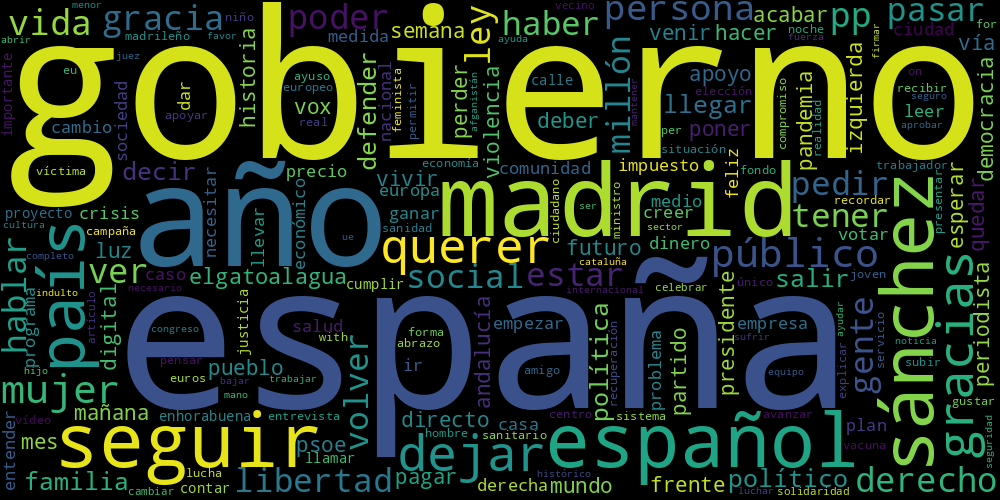 gobierno
españa
año
madrid
seguir
español
sánchez
país
querer
dejar
gracias
mujer
social
público
derecho
tener
pedir
estar
ver
vida
gracia
poder
haber
persona
pp
pasar
acabar
venir
hacer
ley
semana
medida
niño
madrileño
menor
abrir
favor
juez
vecino
ayuda
noche
fuerza
firmar
ciudad
vía
for
on
recibir
leer
seguro
aprobar
democracia
izquierda
pandemia
realidad
compromiso
elección
apoyo
llegar
millón
deber
poner
per
situación
mantener
real
ayuso
europeo
eu
dar
apoyar
vox
historia
cambio
sociedad
importante
víctima
decir
necesitar
precio
nacional
permitir
feminista
defender
perder
afganistán
violencia
calle
economía
comunidad
impuesto
feliz
fondo
trabajador
recordar
presentar
quedar
esperar
votar
vivir
europa
ganar
sanidad
ciudadano
ser
ministro
creer
medio
sector
dinero
futuro
cataluña
internacional
celebrar
único
salir
joven
periodista
noticia
servicio
gente
subir
gustar
explicar
ayudar
empresa
sufrir
equipo
presidente
problema
partido
política
recuperación
proyecto
cultura
crisis
campaña
luz
completo
caso
digital
llevar
económico
ue
elgatoalagua
cumplir
hablar
programa
indulto
artículo
necesario
hijo
justicia
congreso
pensar
salud
with
forma
abrazo
ir
empezar
andalucía
amigo
pueblo
euros
bajar
trabajar
mano
volver
mañana
enhorabuena
entrevista
directo
casa
centro
sistema
avanzar
plan
vacuna
seguridad
entender
mes
vídeo
psoe
llamar
hombre
sanitario
familia
cambiar
lucha
contar
libertad
pagar
derecha
histórico
mundo
frente
luchar
político
solidaridad